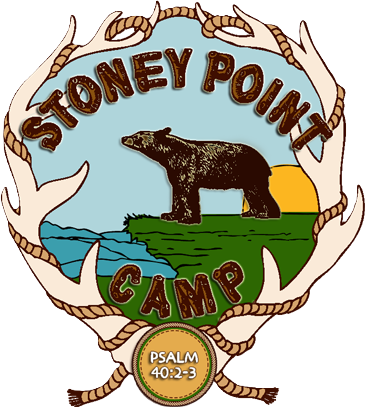 STONEY POINT
CAMP
PSALM
40:2-3